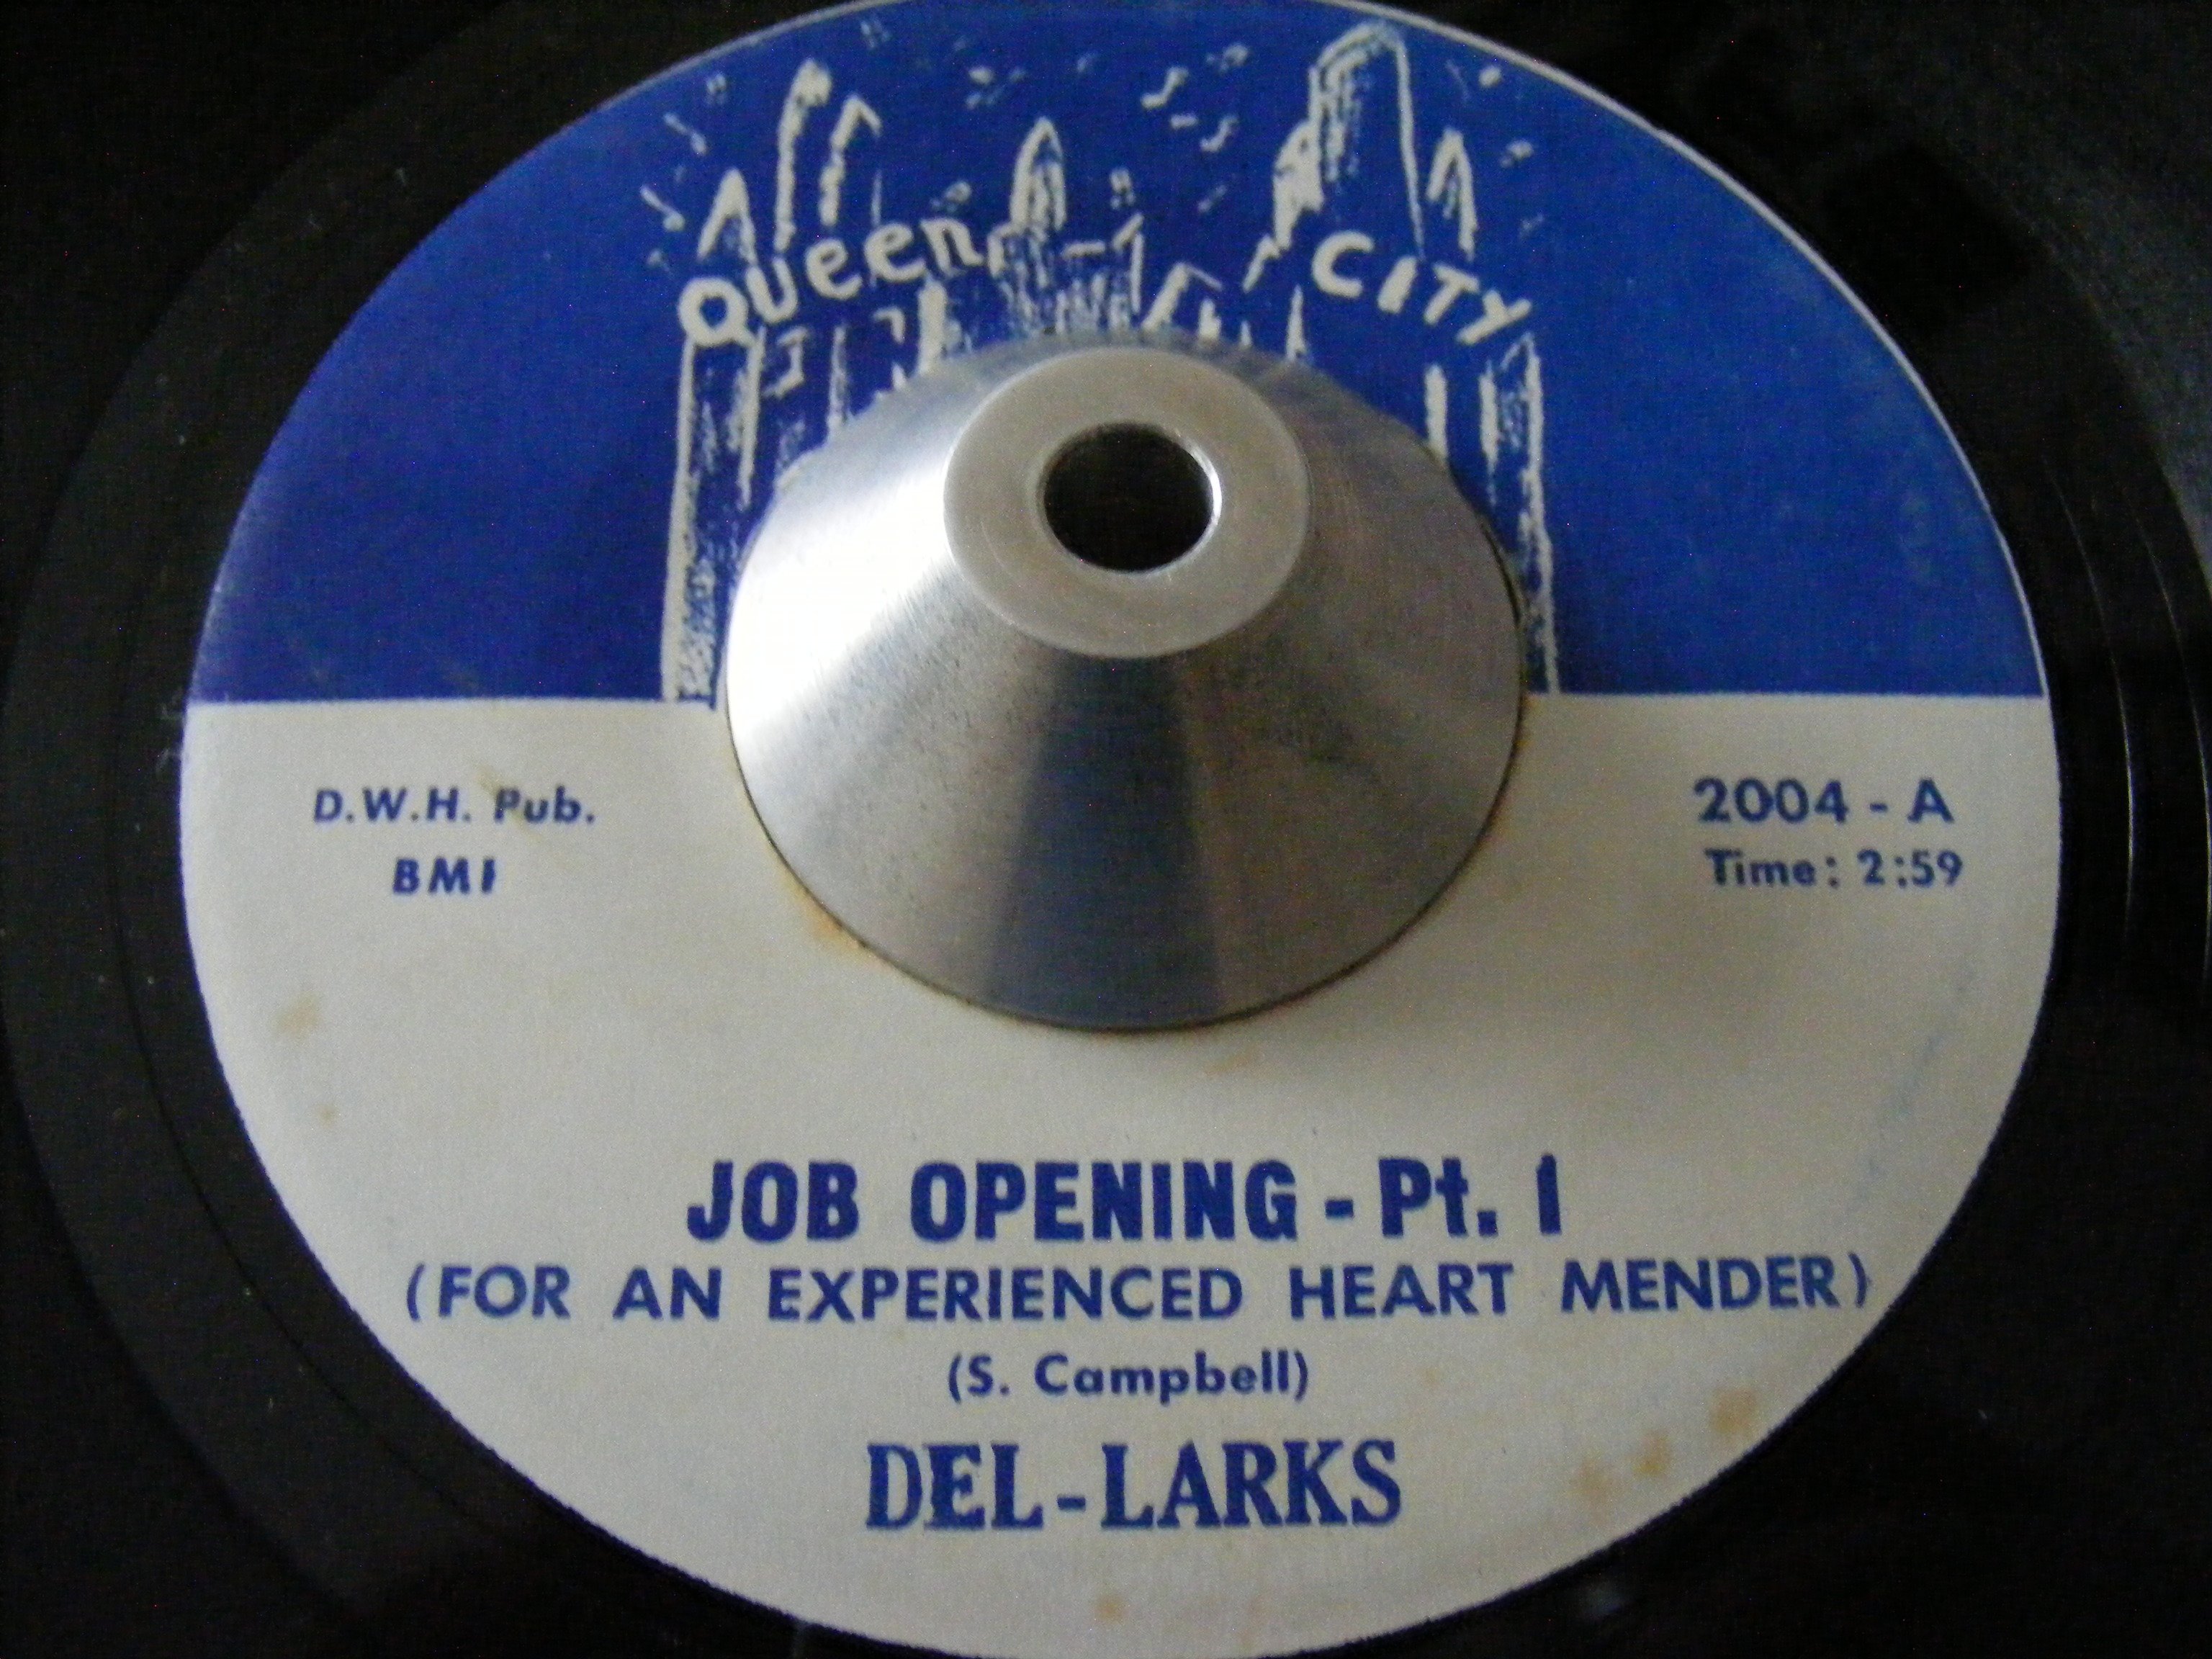 Queen CITY
D.W.H. Pub.
BMI
2004 - A
Time: 2:59
JOB OPENING - Pt. 1
(FOR AN EXPERIENCED HEART MENDER)
(S. Campbell)
DEL-LARKS